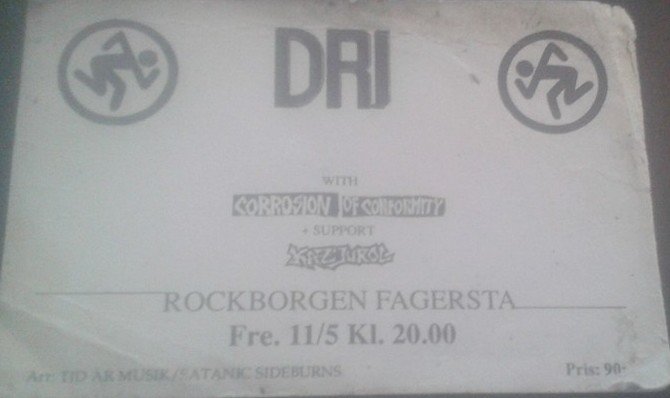 DRI
WITH
CORROSION OF CONFORMITY
+ SUPPORT
KAZJUROL
ROCKBORGEN FAGERSTA
Fre. 11/5 Kl. 20.00
Arr: TID ÄR MUSIK/SATANIC SIDEBURNS
Pris: 90: